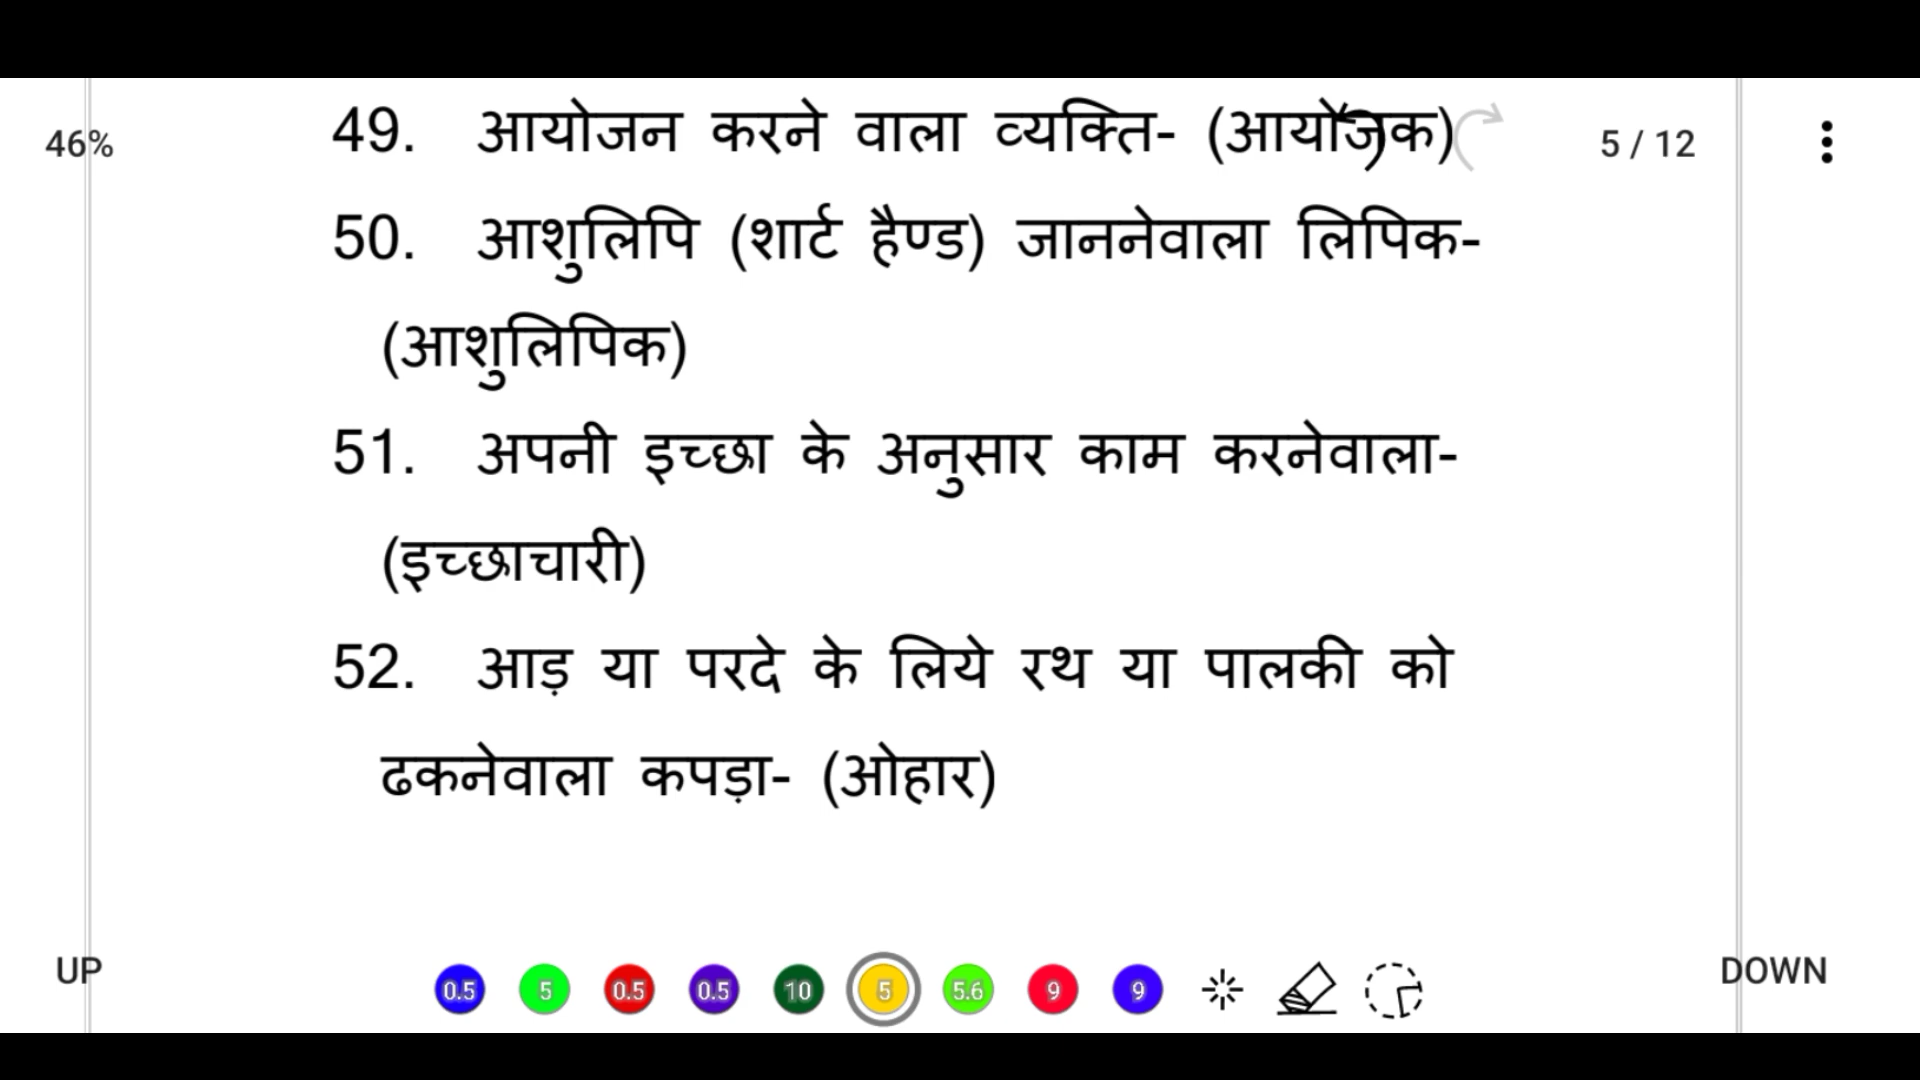 49. आयोजन करने वाला व्यक्ति- (आयोजक)
46%
5 / 12
50. आशुलिपि (शार्ट हैण्ड) जाननेवाला लिपिक-
(आशुलिपिक)
51. अपनी इच्छा के अनुसार काम करनेवाला-
(इच्छाचारी)
52. आड़ या परदे के लिये रथ या पालकी को
ढकनेवाला कपड़ा- (ओहार)
UP
DOWN
0.5 5 0.5 0.5 10 5 5.6 9 9